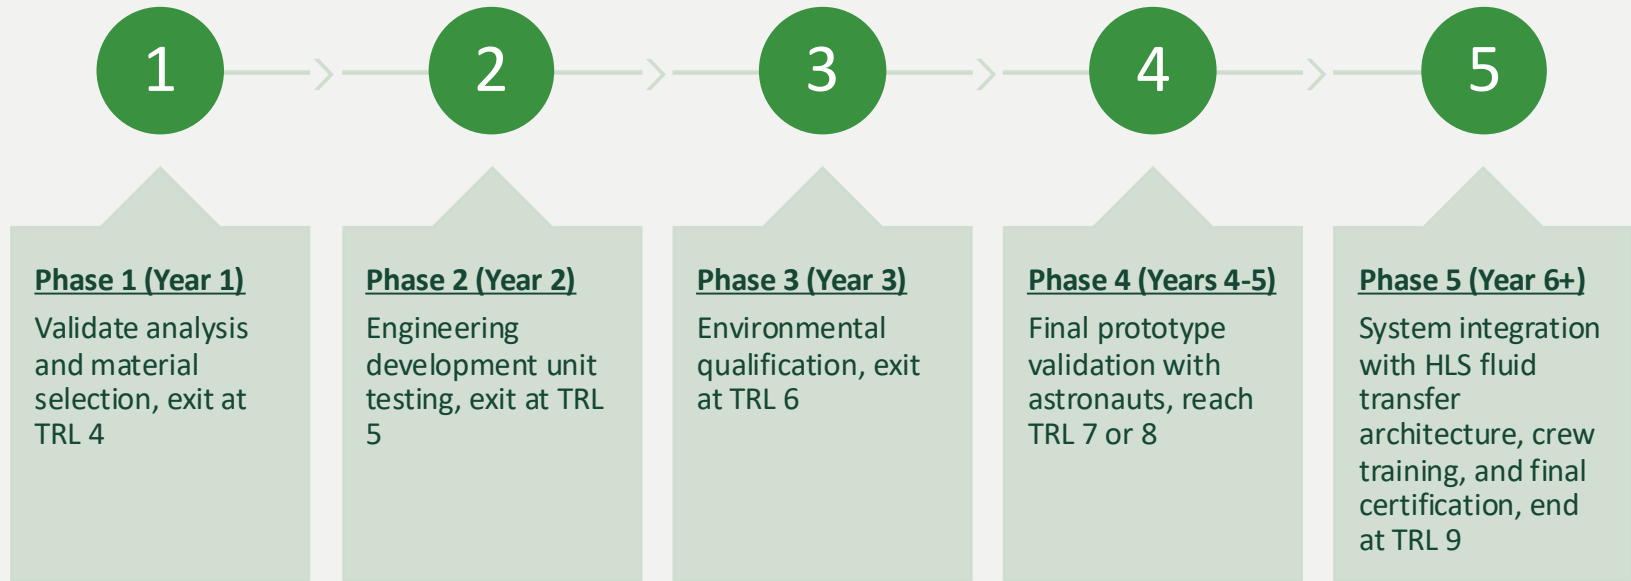 1
2
3
4
5
Phase 1 (Year 1)
Validate analysis
and material
selection, exit at
TRL 4
Phase 2 (Year 2)
Engineering
development unit
testing, exit at TRL
5
Phase 3 (Year 3)
Environmental
qualification, exit
at TRL 6
Phase 4 (Years 4-5)
Final prototype
validation with
astronauts, reach
TRL 7 or 8
Phase 5 (Year 6+)
System integration
with HLS fluid
transfer
architecture, crew
training, and final
certification, end
at TRL 9